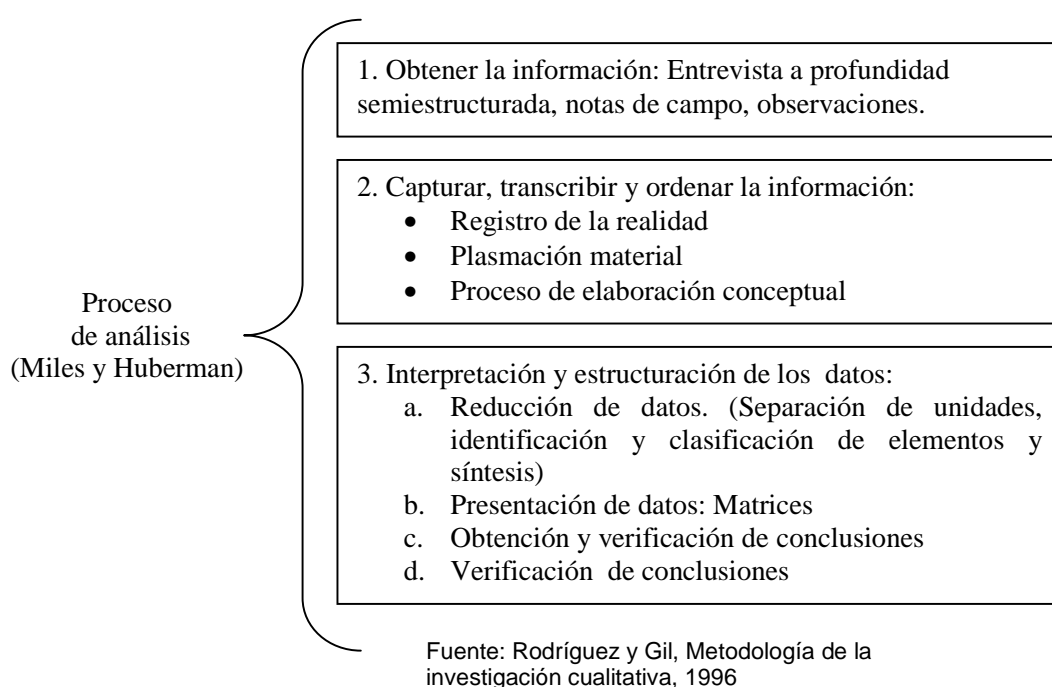 1. Obtener la información: Entrevista a profundidad
semiestructurada, notas de campo, observaciones.
2. Capturar, transcribir y ordenar la información:
• Registro de la realidad
• Plasmación material
• Proceso de elaboración conceptual
Proceso
de análisis
(Miles y Huberman)
3. Interpretación y estructuración de los datos:
a. Reducción de datos. (Separación de unidades,
identificación y clasificación de elementos y
síntesis)
b. Presentación de datos: Matrices
c. Obtención y verificación de conclusiones
d. Verificación de conclusiones
Fuente: Rodríguez y Gil, Metodología de la
investigación cualitativa, 1996